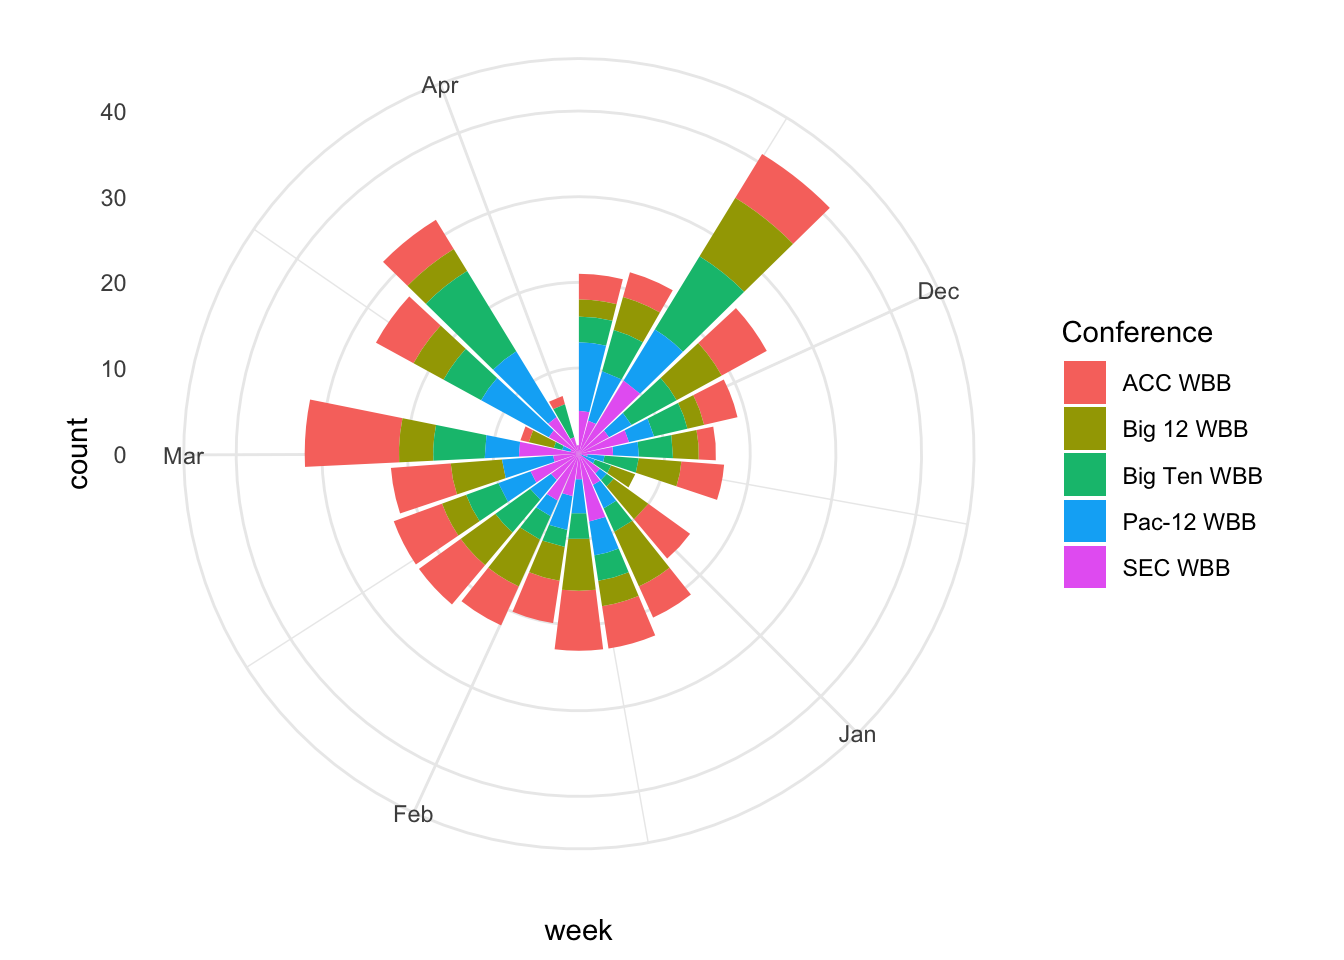 Apr
40
30
20
10
0
count
Mar
Dec
Jan
Feb
week
Conference
ACC WBB
Big 12 WBB
Big Ten WBB
Pac-12 WBB
SEC WBB